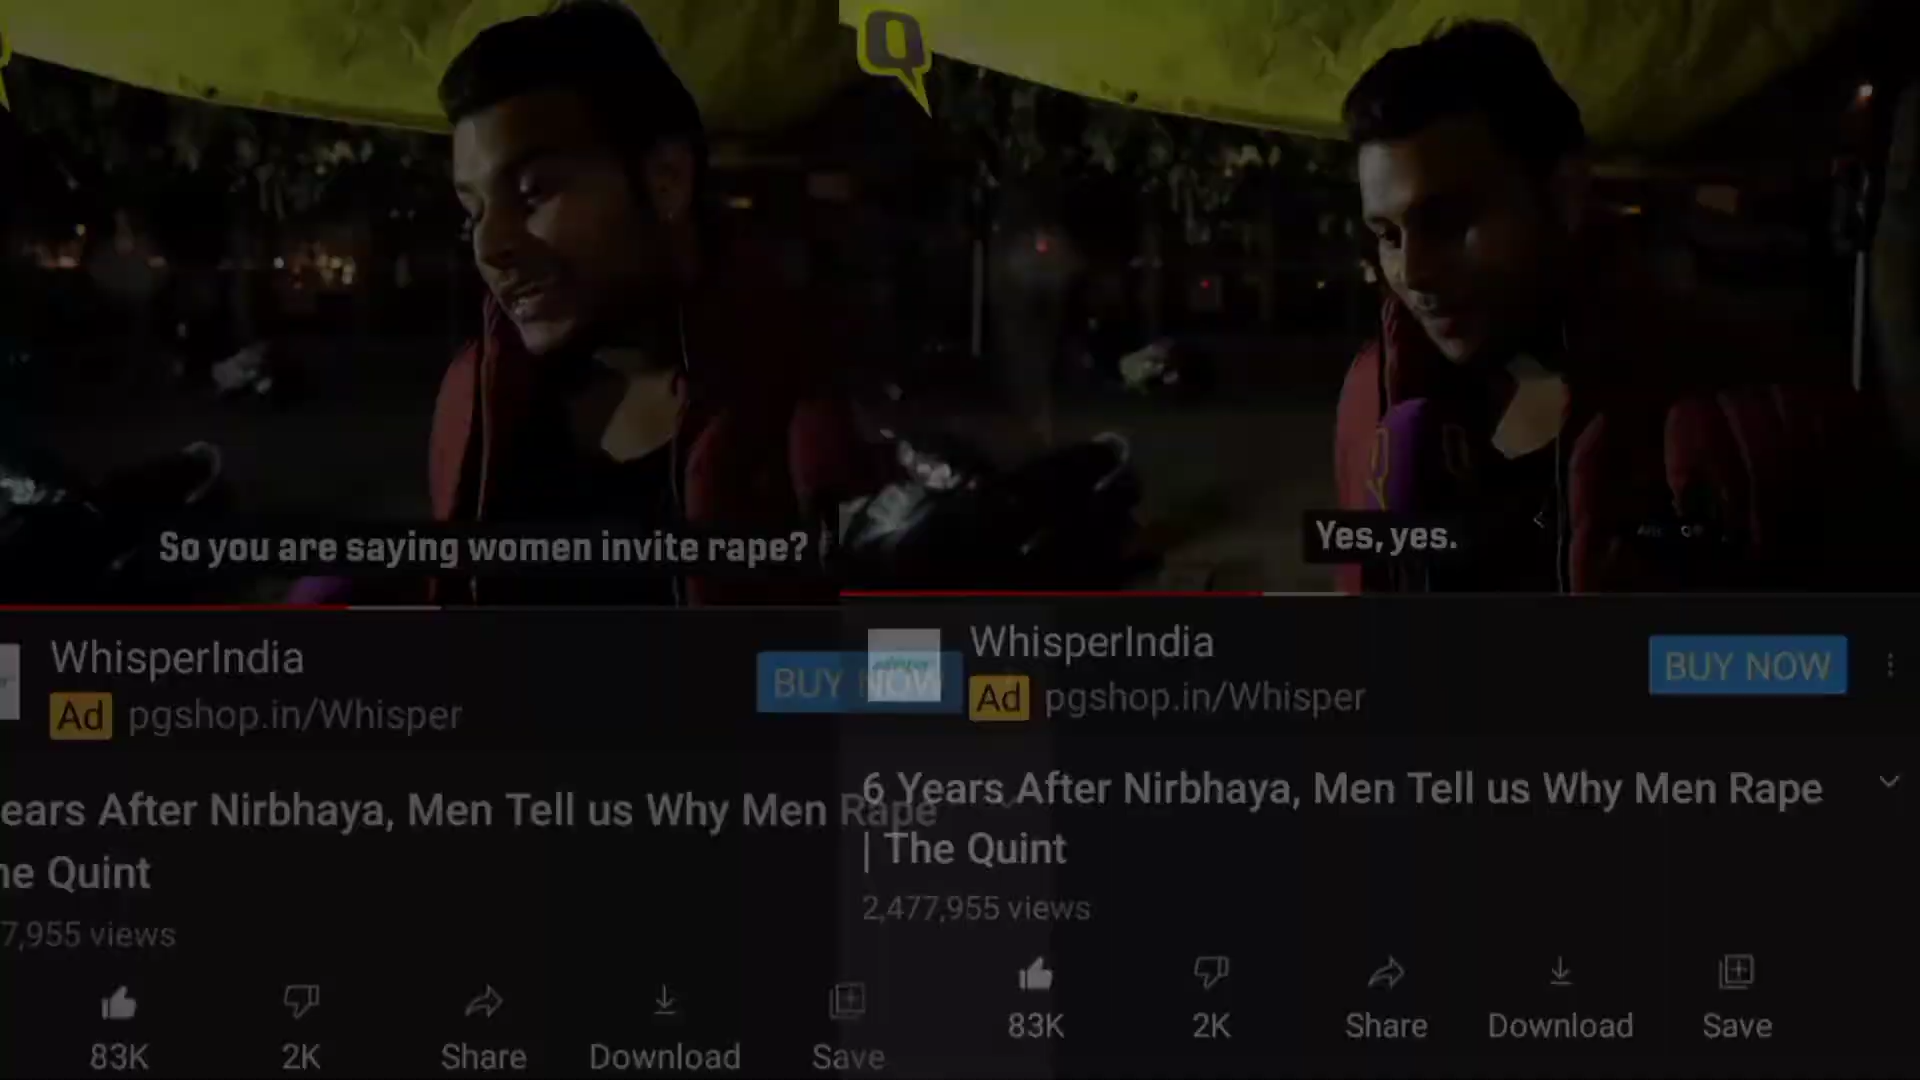 So you are saying women invite rape?
WhisperIndia
BUY NOW
Ad pgshop.in/Whisper
ears After Nirbhaya, Men Tell us Why Men Rape
he Quint
7,955 views
83K 2K Share Download Save
Q
Yes, yes.
WhisperIndia
BUY NOW
Ad pgshop.in/Whisper
6 Years After Nirbhaya, Men Tell us Why Men Rape
| The Quint
2,477,955 views
83K 2K Share Download Save